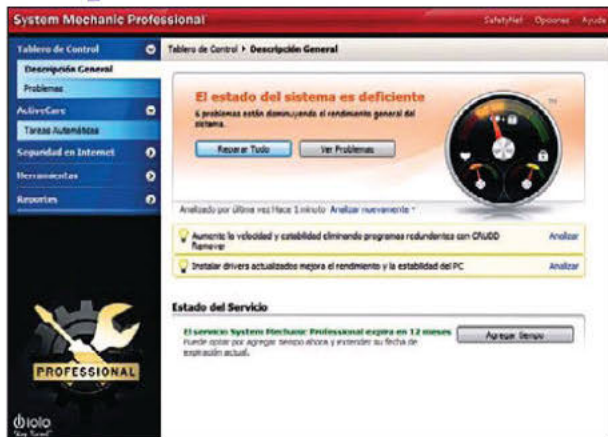 System Mechanic Professional
SafetyNet Opciones Ayuda
Tablero de Control
Descripción General
Problemas
ActiveCare
Tareas Automáticas
Seguridad en Internet
Herramientas
Reportes
PROFESSIONAL
iolo
Tablero de Control Descripción General
El estado del sistema es deficiente
6 problemas están disminuyendo el rendimiento general del
sistema.
Reparar Todo Ver Problemas
TM
Analizado por última vez Hace 1 minuto Analizar nuevamente
Aumente la velocidad y estabilidad eliminando programas redundantes con CRUDD Analizar
Remover
Instalar drivers actualizados mejora el rendimiento y la estabilidad del PC Analizar
Estado del Servicio
El servicio System Mechanic Professional expira en 12 meses Agregar tiempo
Puede optar por agregar tiempo ahora y extender su fecha de
expiración actual.